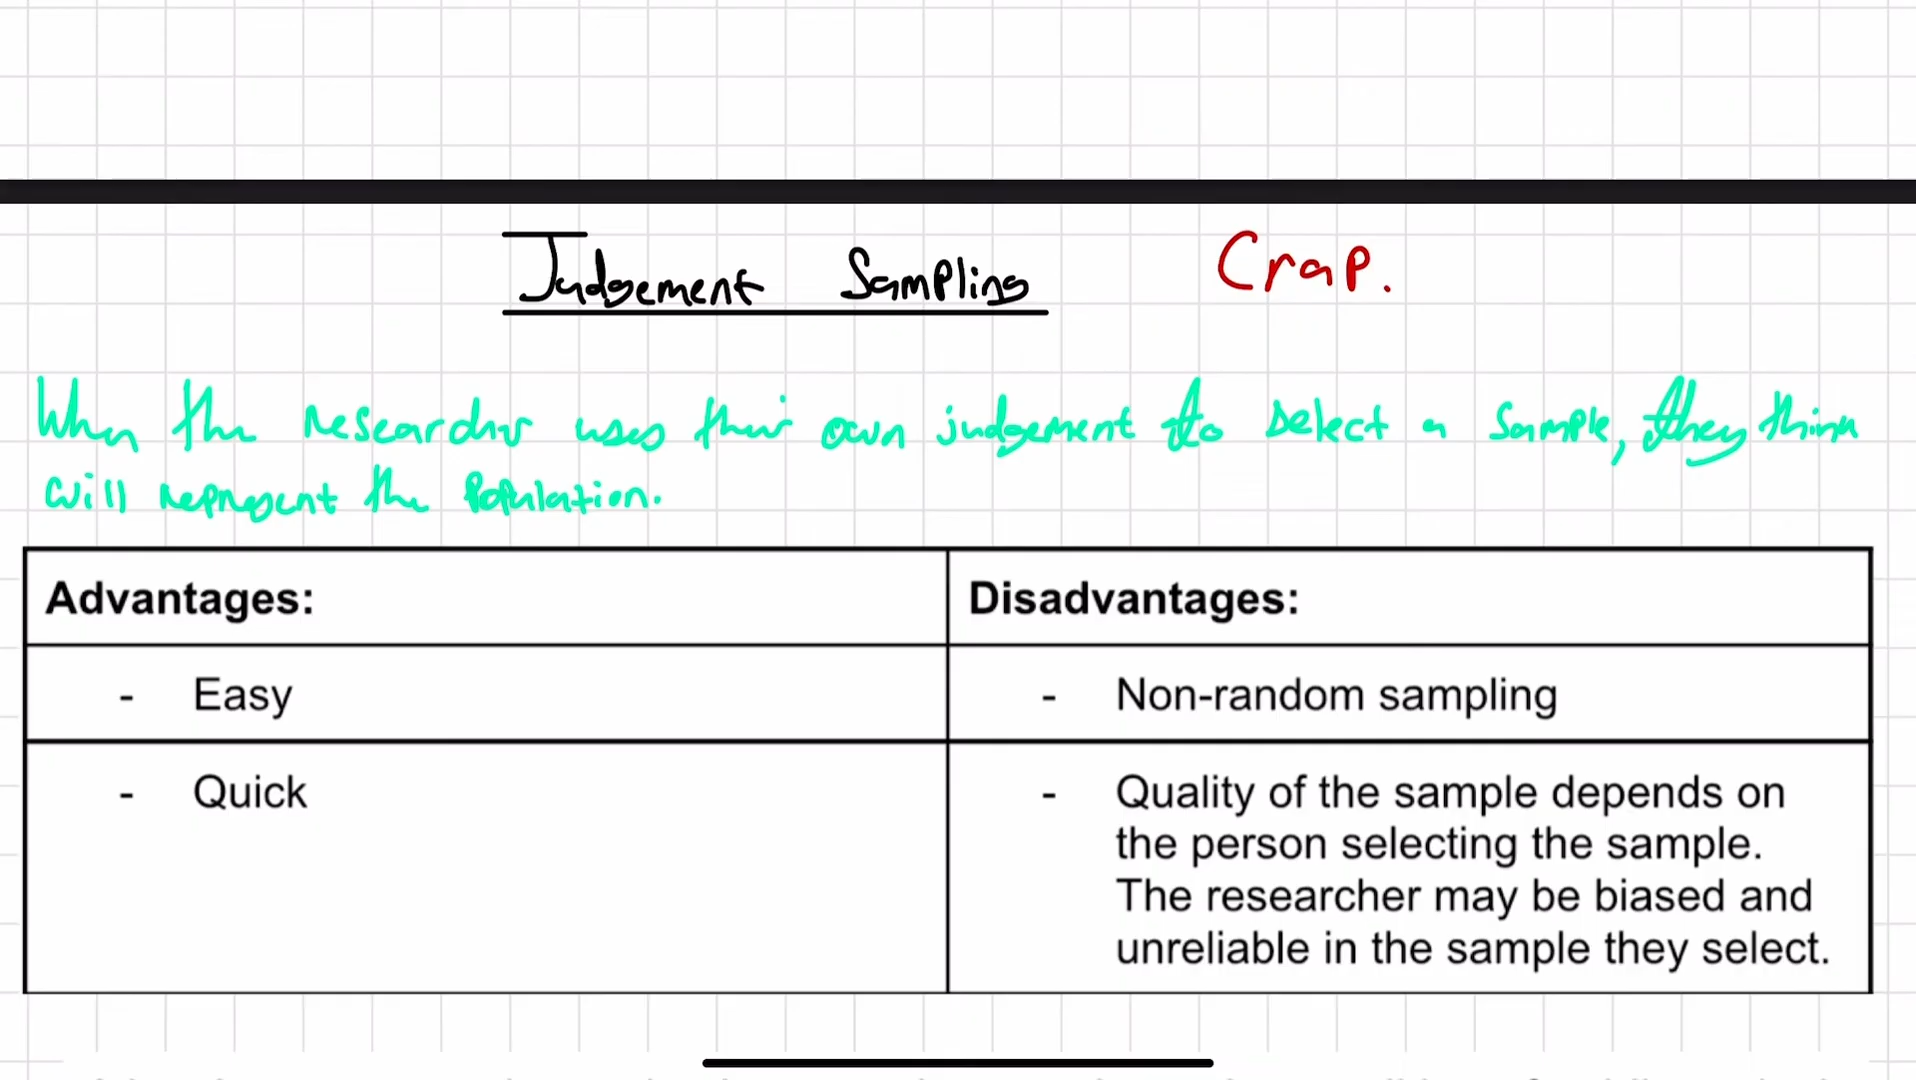 Judgement Sampling Crap.
When the researcher uses their own judgement to select a sample, they think
will represent the population.
Advantages: Disadvantages:
- Easy - Non-random sampling
- Quick - Quality of the sample depends on
the person selecting the sample.
The researcher may be biased and
unreliable in the sample they select.